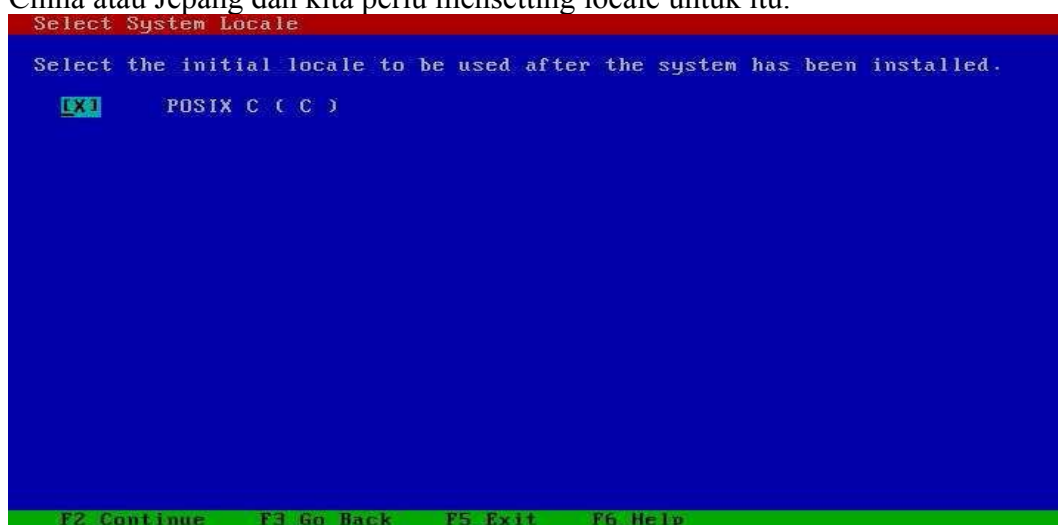 China atau Jepang dan kita perlu mensetting locale untuk itu.
Select System Locale
Select the initial locale to be used after the system has been installed.
[X] POSIX C ( C )
F2 Continue F3 Go Back F5 Exit F6 Help